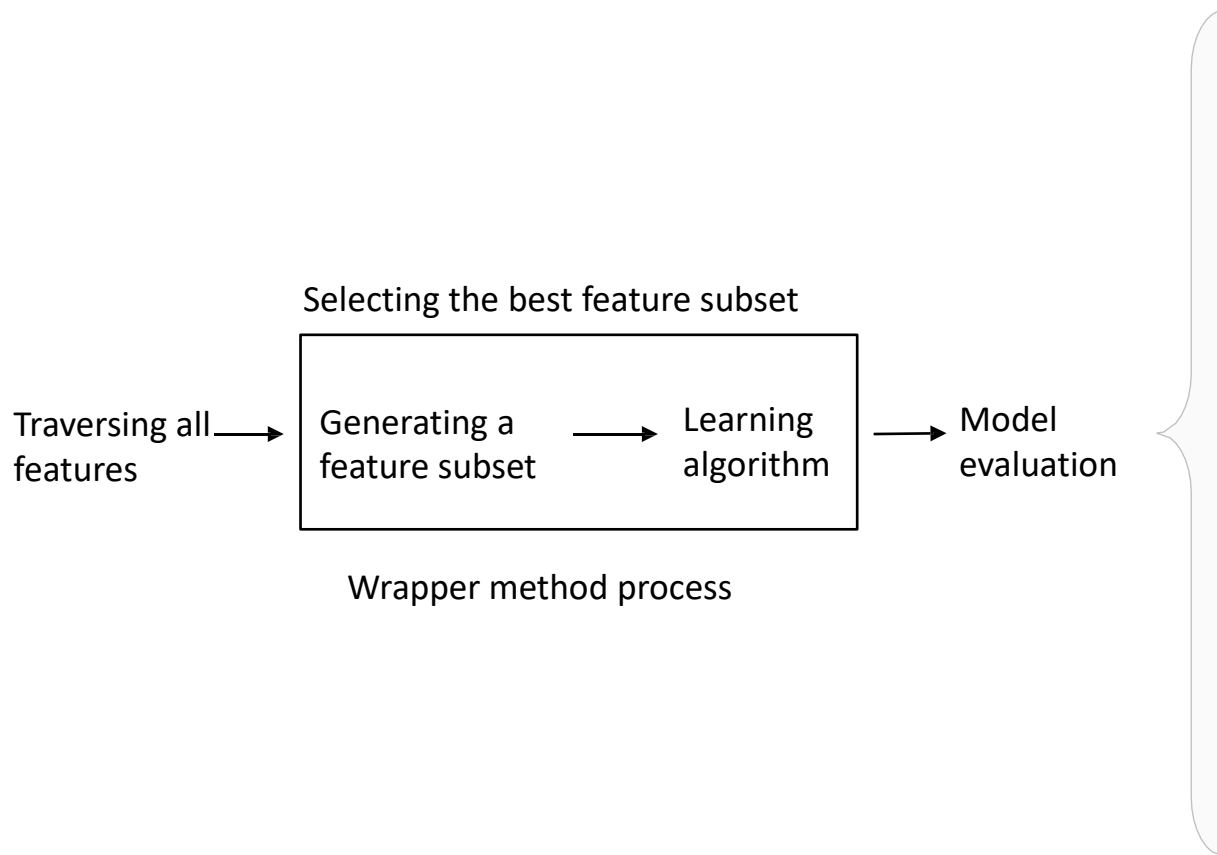 Selecting the best feature subset
Traversing all
features
Generating a
feature subset
Learning
algorithm
Model
evaluation
Wrapper method process